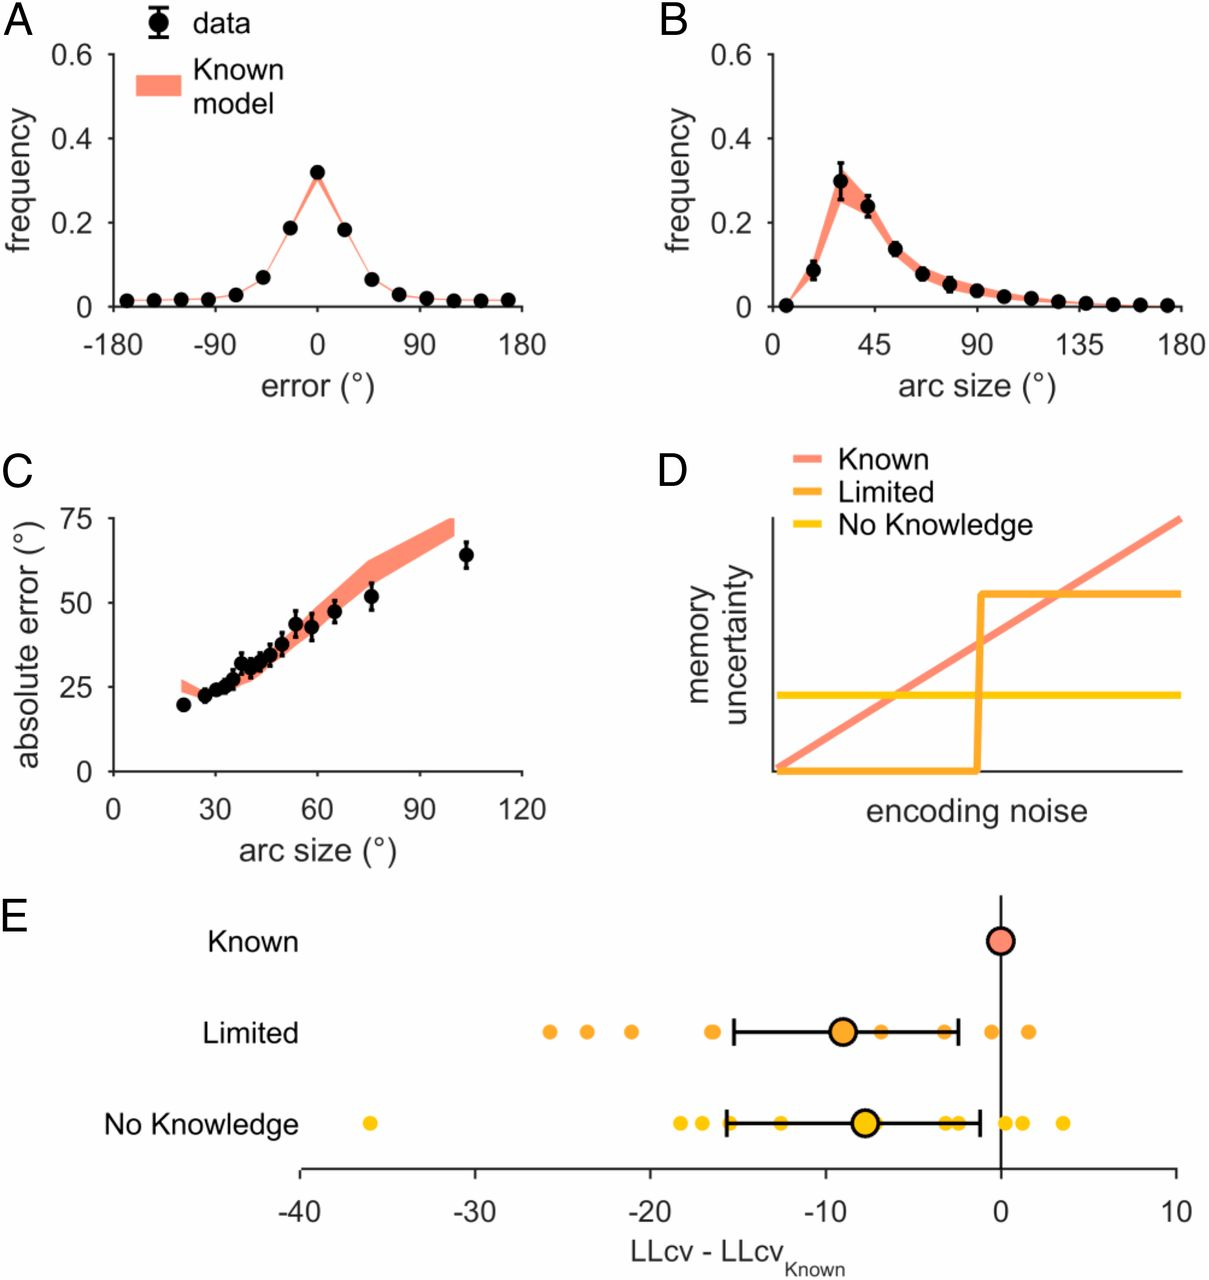 A
data
Known
model
0.6
0.4
0.2
0
frequency
-180 -90 0 90 180
error (°)
B
0.6
0.4
0.2
0
frequency
0 45 90 135 180
arc size (°)
C
75
50
25
0
absolute error (°)
0 30 60 90 120
arc size (°)
D
Known
Limited
No Knowledge
memory
uncertainty
encoding noise
E
Known
Limited
No Knowledge
-40 -30 -20 -10 0 10
LLcv - LLcvKnown